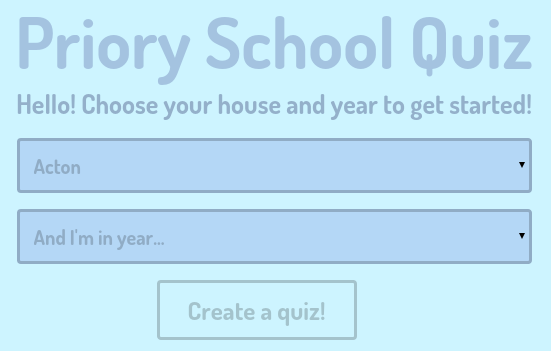 Priory School Quiz
Hello! Choose your house and year to get started!
Acton
And I'm in year...
Create a quiz!